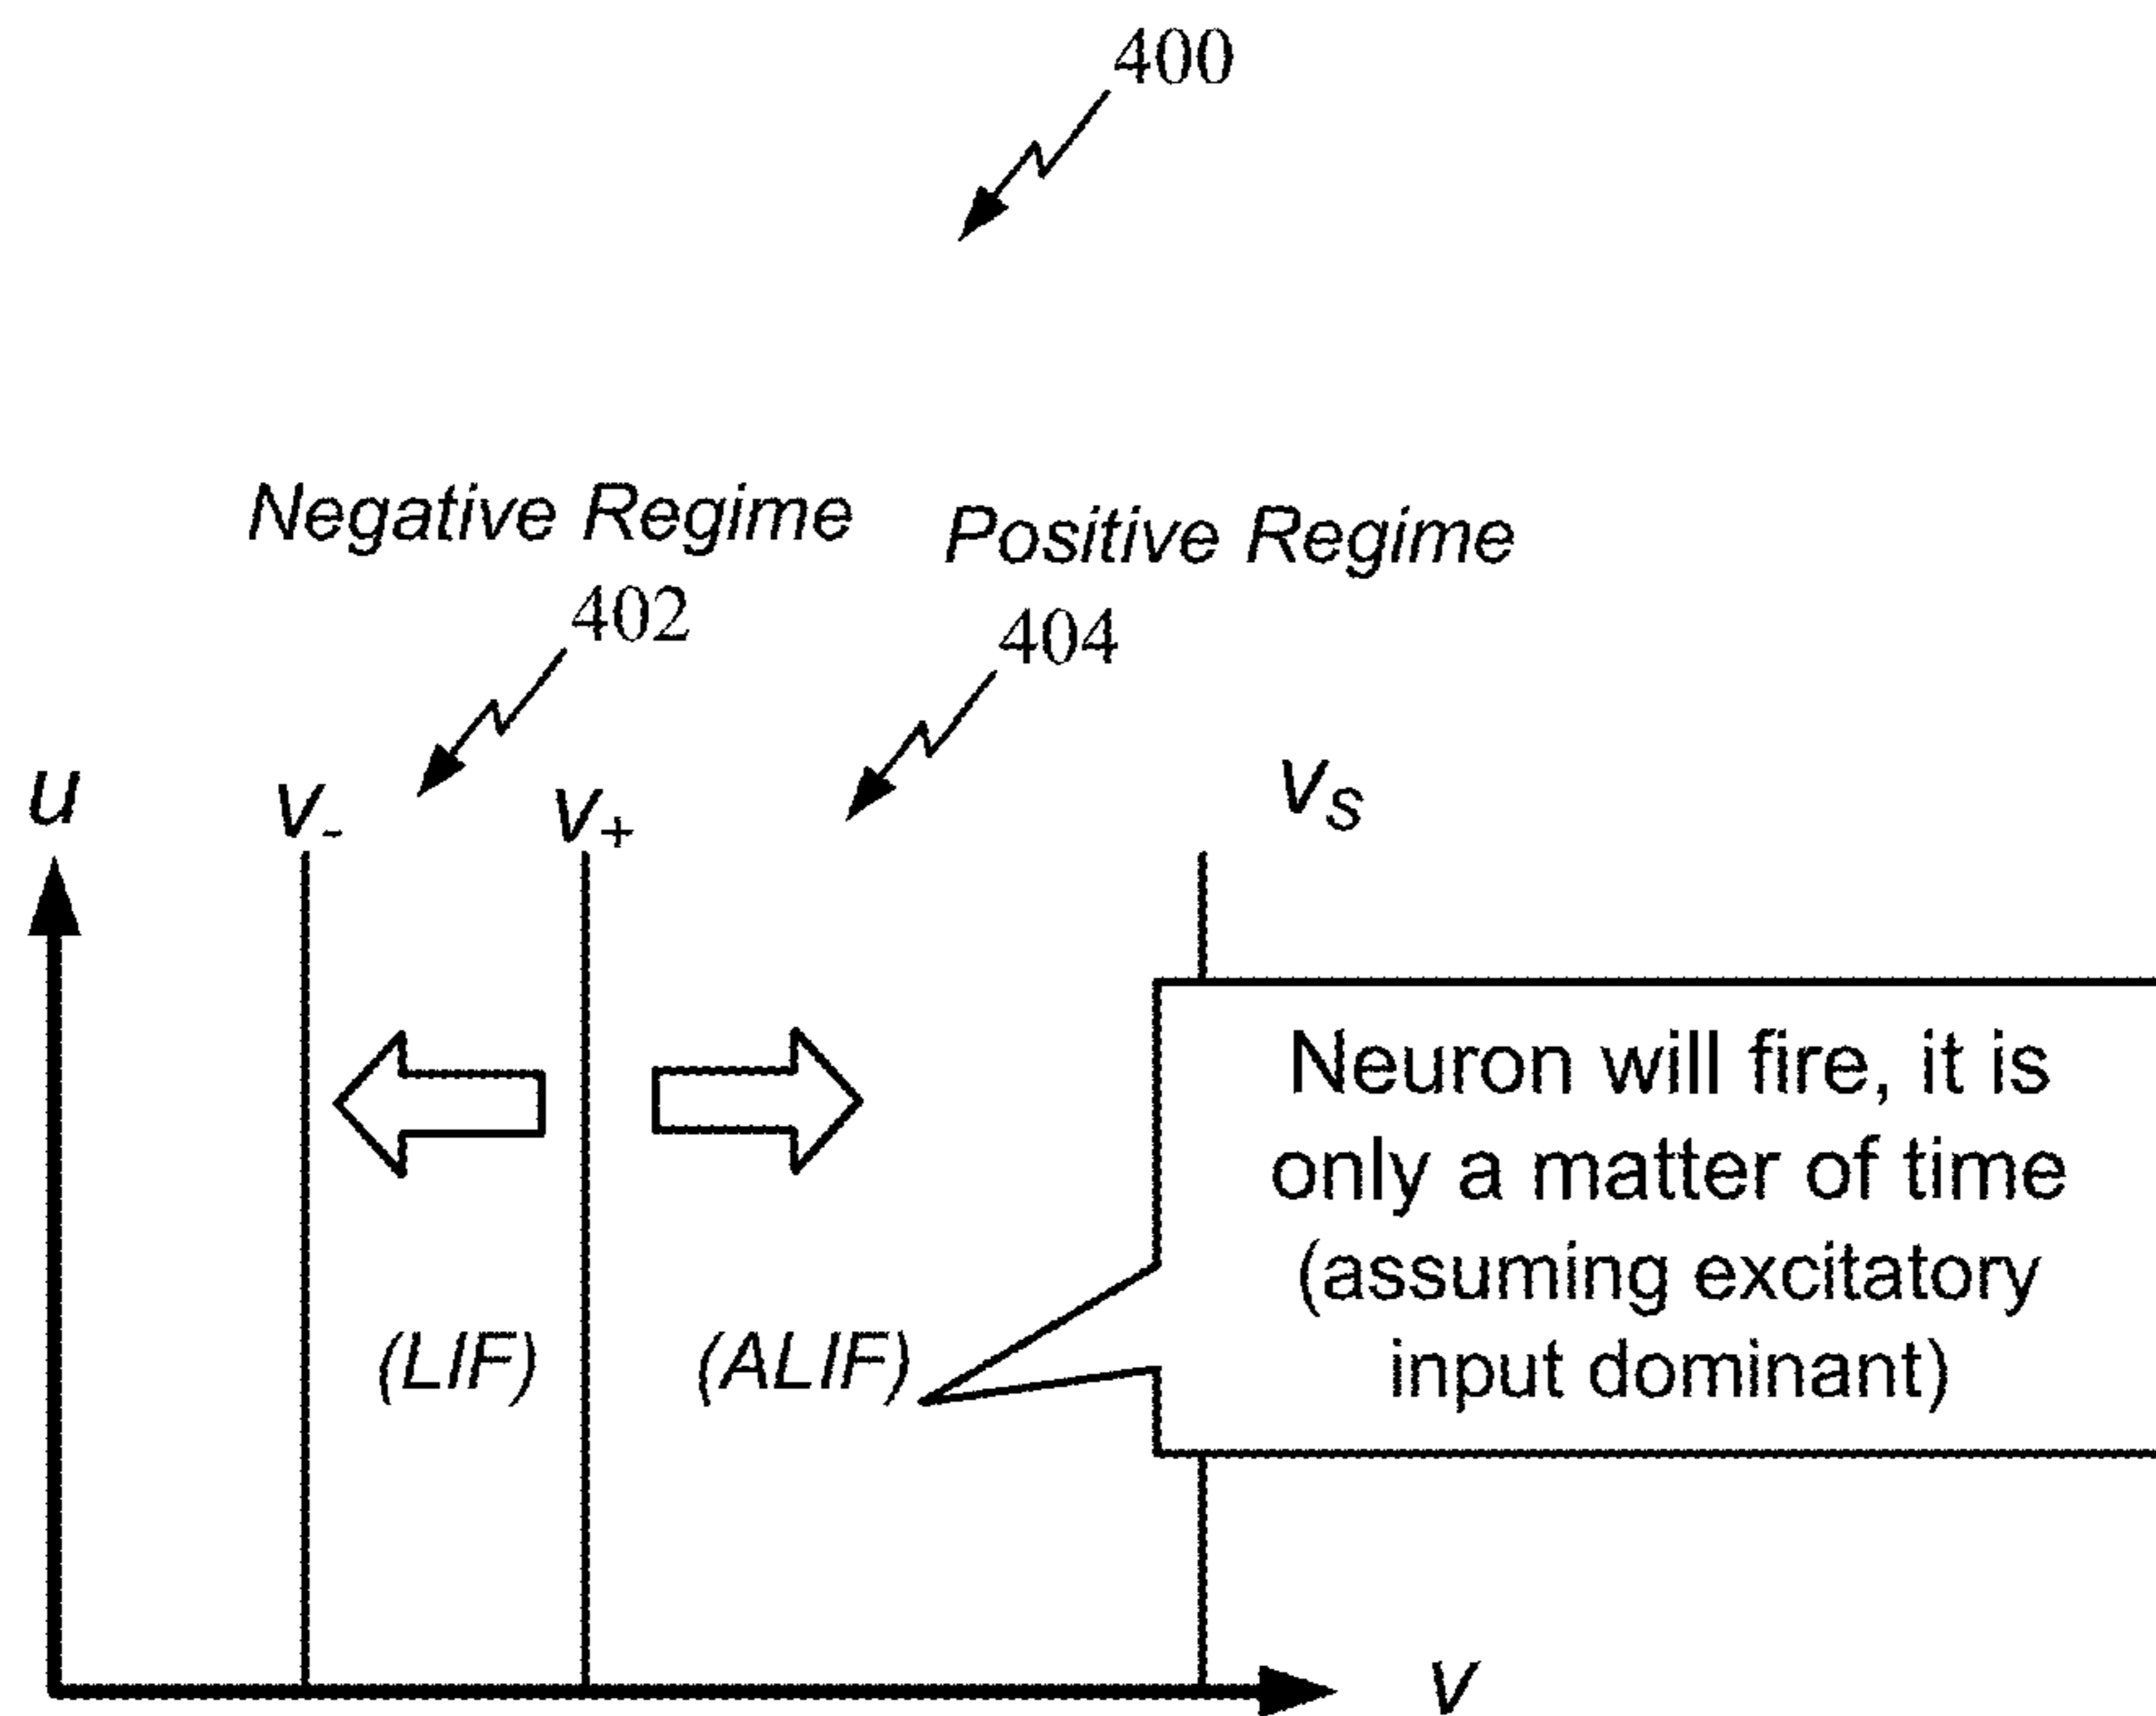 400
Negative Regime
Positive Regime
402
404
u
v-
v+
vS
Neuron will fire, it is
only a matter of time
(assuming excitatory
input dominant)
(LIF)
(ALIF)
v